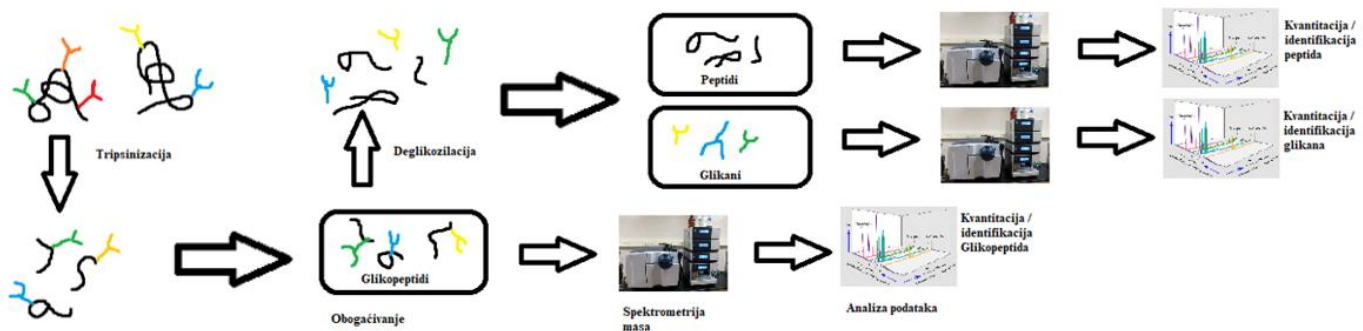 Tripsinizacija
Deglikozilacija
Peptidi
Kvantitacija /
identifikacija
peptida
Glikani
Kvantitacija /
identifikacija
glikana
Glikopeptidi
Obogaćivanje
Spektrometrija
masa
Kvantitacija /
identifikacija
Glikopeptida
Analiza podataka